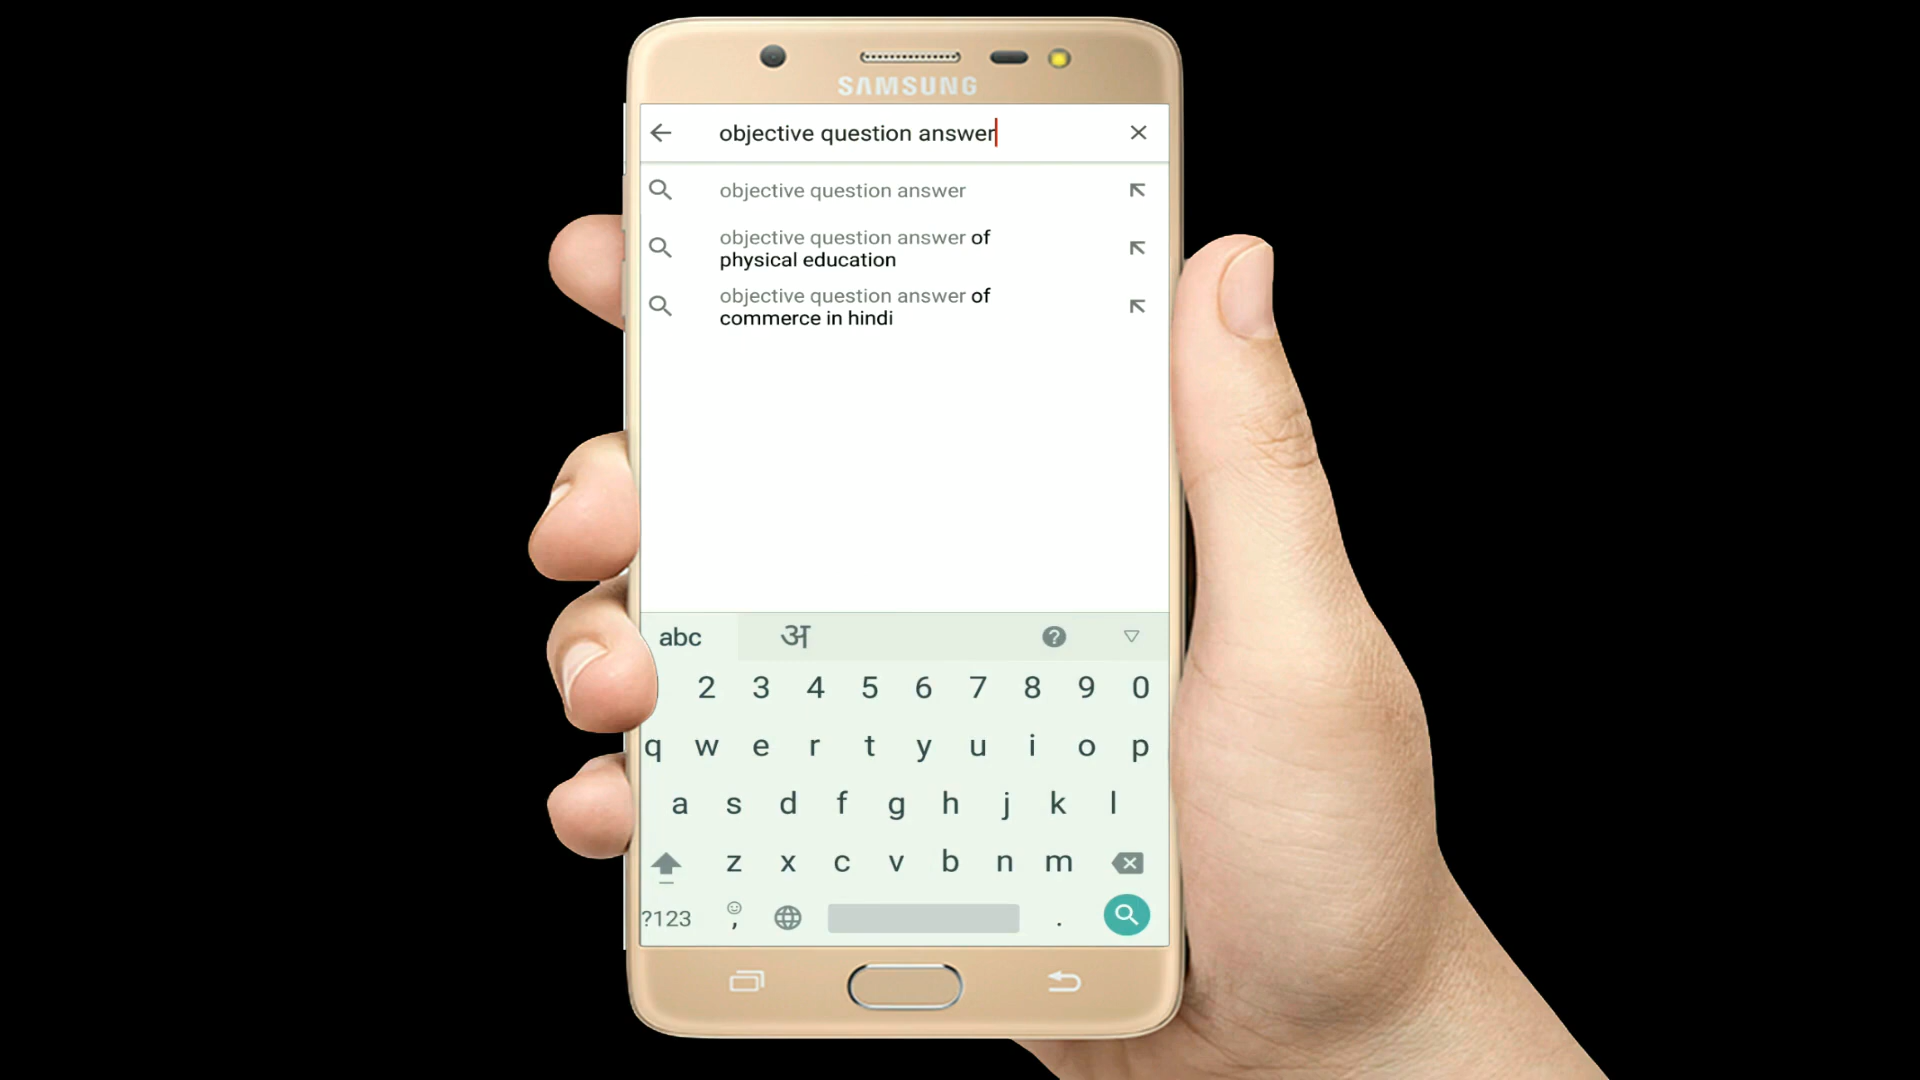 SAMSUNG
objective question answer
objective question answer
objective question answer of
physical education
objective question answer of
commerce in hindi
abc अ ?
2 3 4 5 6 7 8 9 0
q w e r t y u i o p
a s d f g h j k l
z x c v b n m
?123 , .